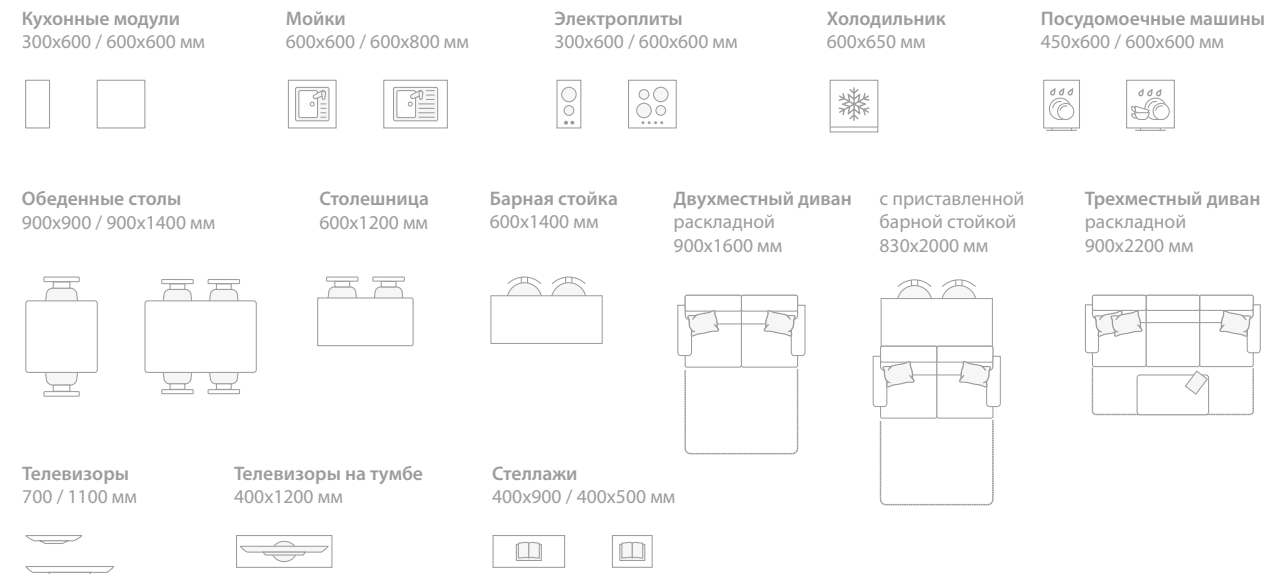 Кухонные модули
300x600 / 600x600 мм
Мойки
600x600 / 600x800 мм
Электроплиты
300x600 / 600x600 мм
Холодильник
600x650 мм
Посудомоечные машины
450x600 / 600x600 мм
Обеденные столы
900x900 / 900x1400 мм
Столешница
600x1200 мм
Барная стойка
600x1400 мм
Двухместный диван
раскладной
900x1600 мм
с приставленной
барной стойкой
830x2000 мм
Трехместный диван
раскладной
900x2200 мм
Телевизоры
700 / 1100 мм
Телевизоры на тумбе
400x1200 мм
Стеллажи
400x900 / 400x500 мм